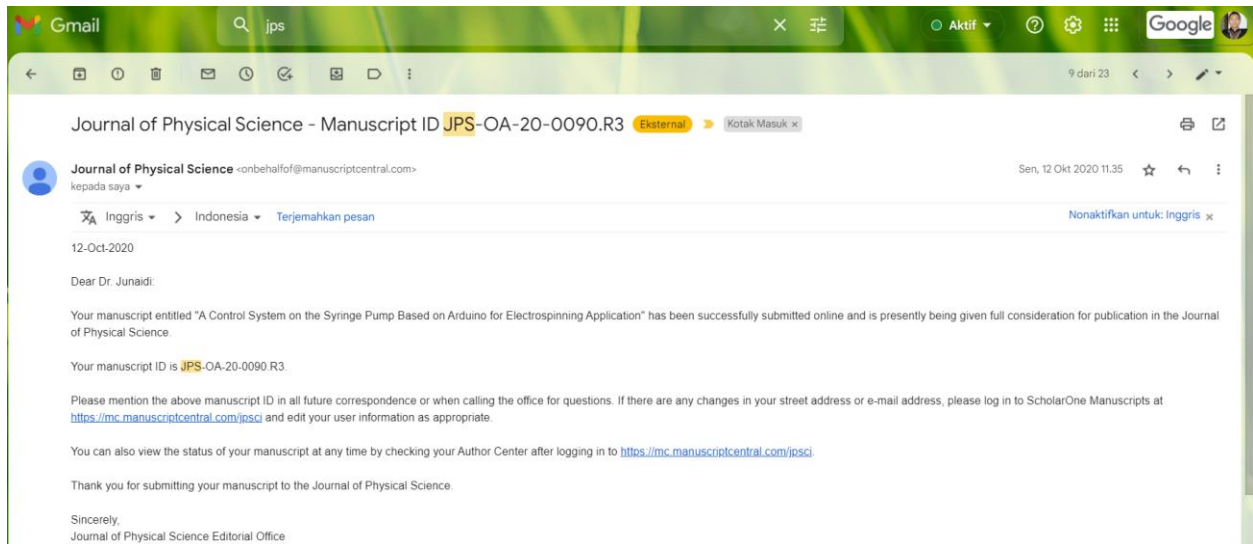 Gmail
jps
Aktif
Google
9 dari 23
Journal of Physical Science - Manuscript ID JPS-OA-20-0090.R3 Eksternal Kotak Masuk ×
Journal of Physical Science <onbehalfof@manuscriptcentral.com>
Sen, 12 Okt 2020 11.35
kepada saya
Inggris > Indonesia Terjemahkan pesan
Nonaktifkan untuk: Inggris ×
12-Oct-2020
Dear Dr. Junaidi:
Your manuscript entitled "A Control System on the Syringe Pump Based on Arduino for Electrospinning Application" has been successfully submitted online and is presently being given full consideration for publication in the Journal
of Physical Science.
Your manuscript ID is JPS-OA-20-0090.R3.
Please mention the above manuscript ID in all future correspondence or when calling the office for questions. If there are any changes in your street address or e-mail address, please log in to ScholarOne Manuscripts at
https://mc.manuscriptcentral.com/jpsci and edit your user information as appropriate.
You can also view the status of your manuscript at any time by checking your Author Center after logging in to https://mc.manuscriptcentral.com/jpsci.
Thank you for submitting your manuscript to the Journal of Physical Science.
Sincerely,
Journal of Physical Science Editorial Office